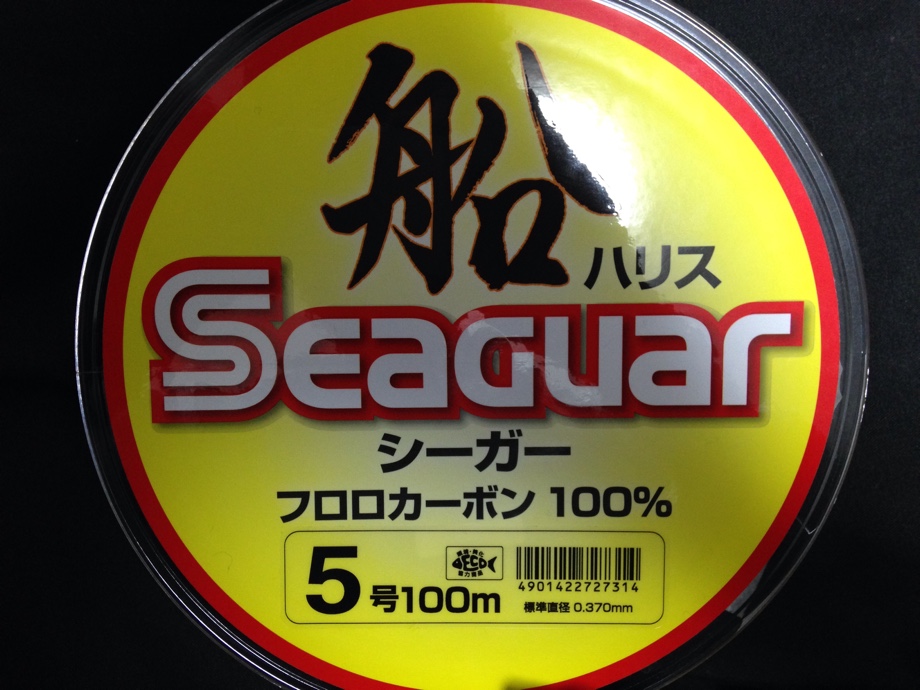 船
ハリス
Seaguar
シーガー
フロロカーボン 100%
5号100m
ECO
4901422727314
標準直径 0.370mm